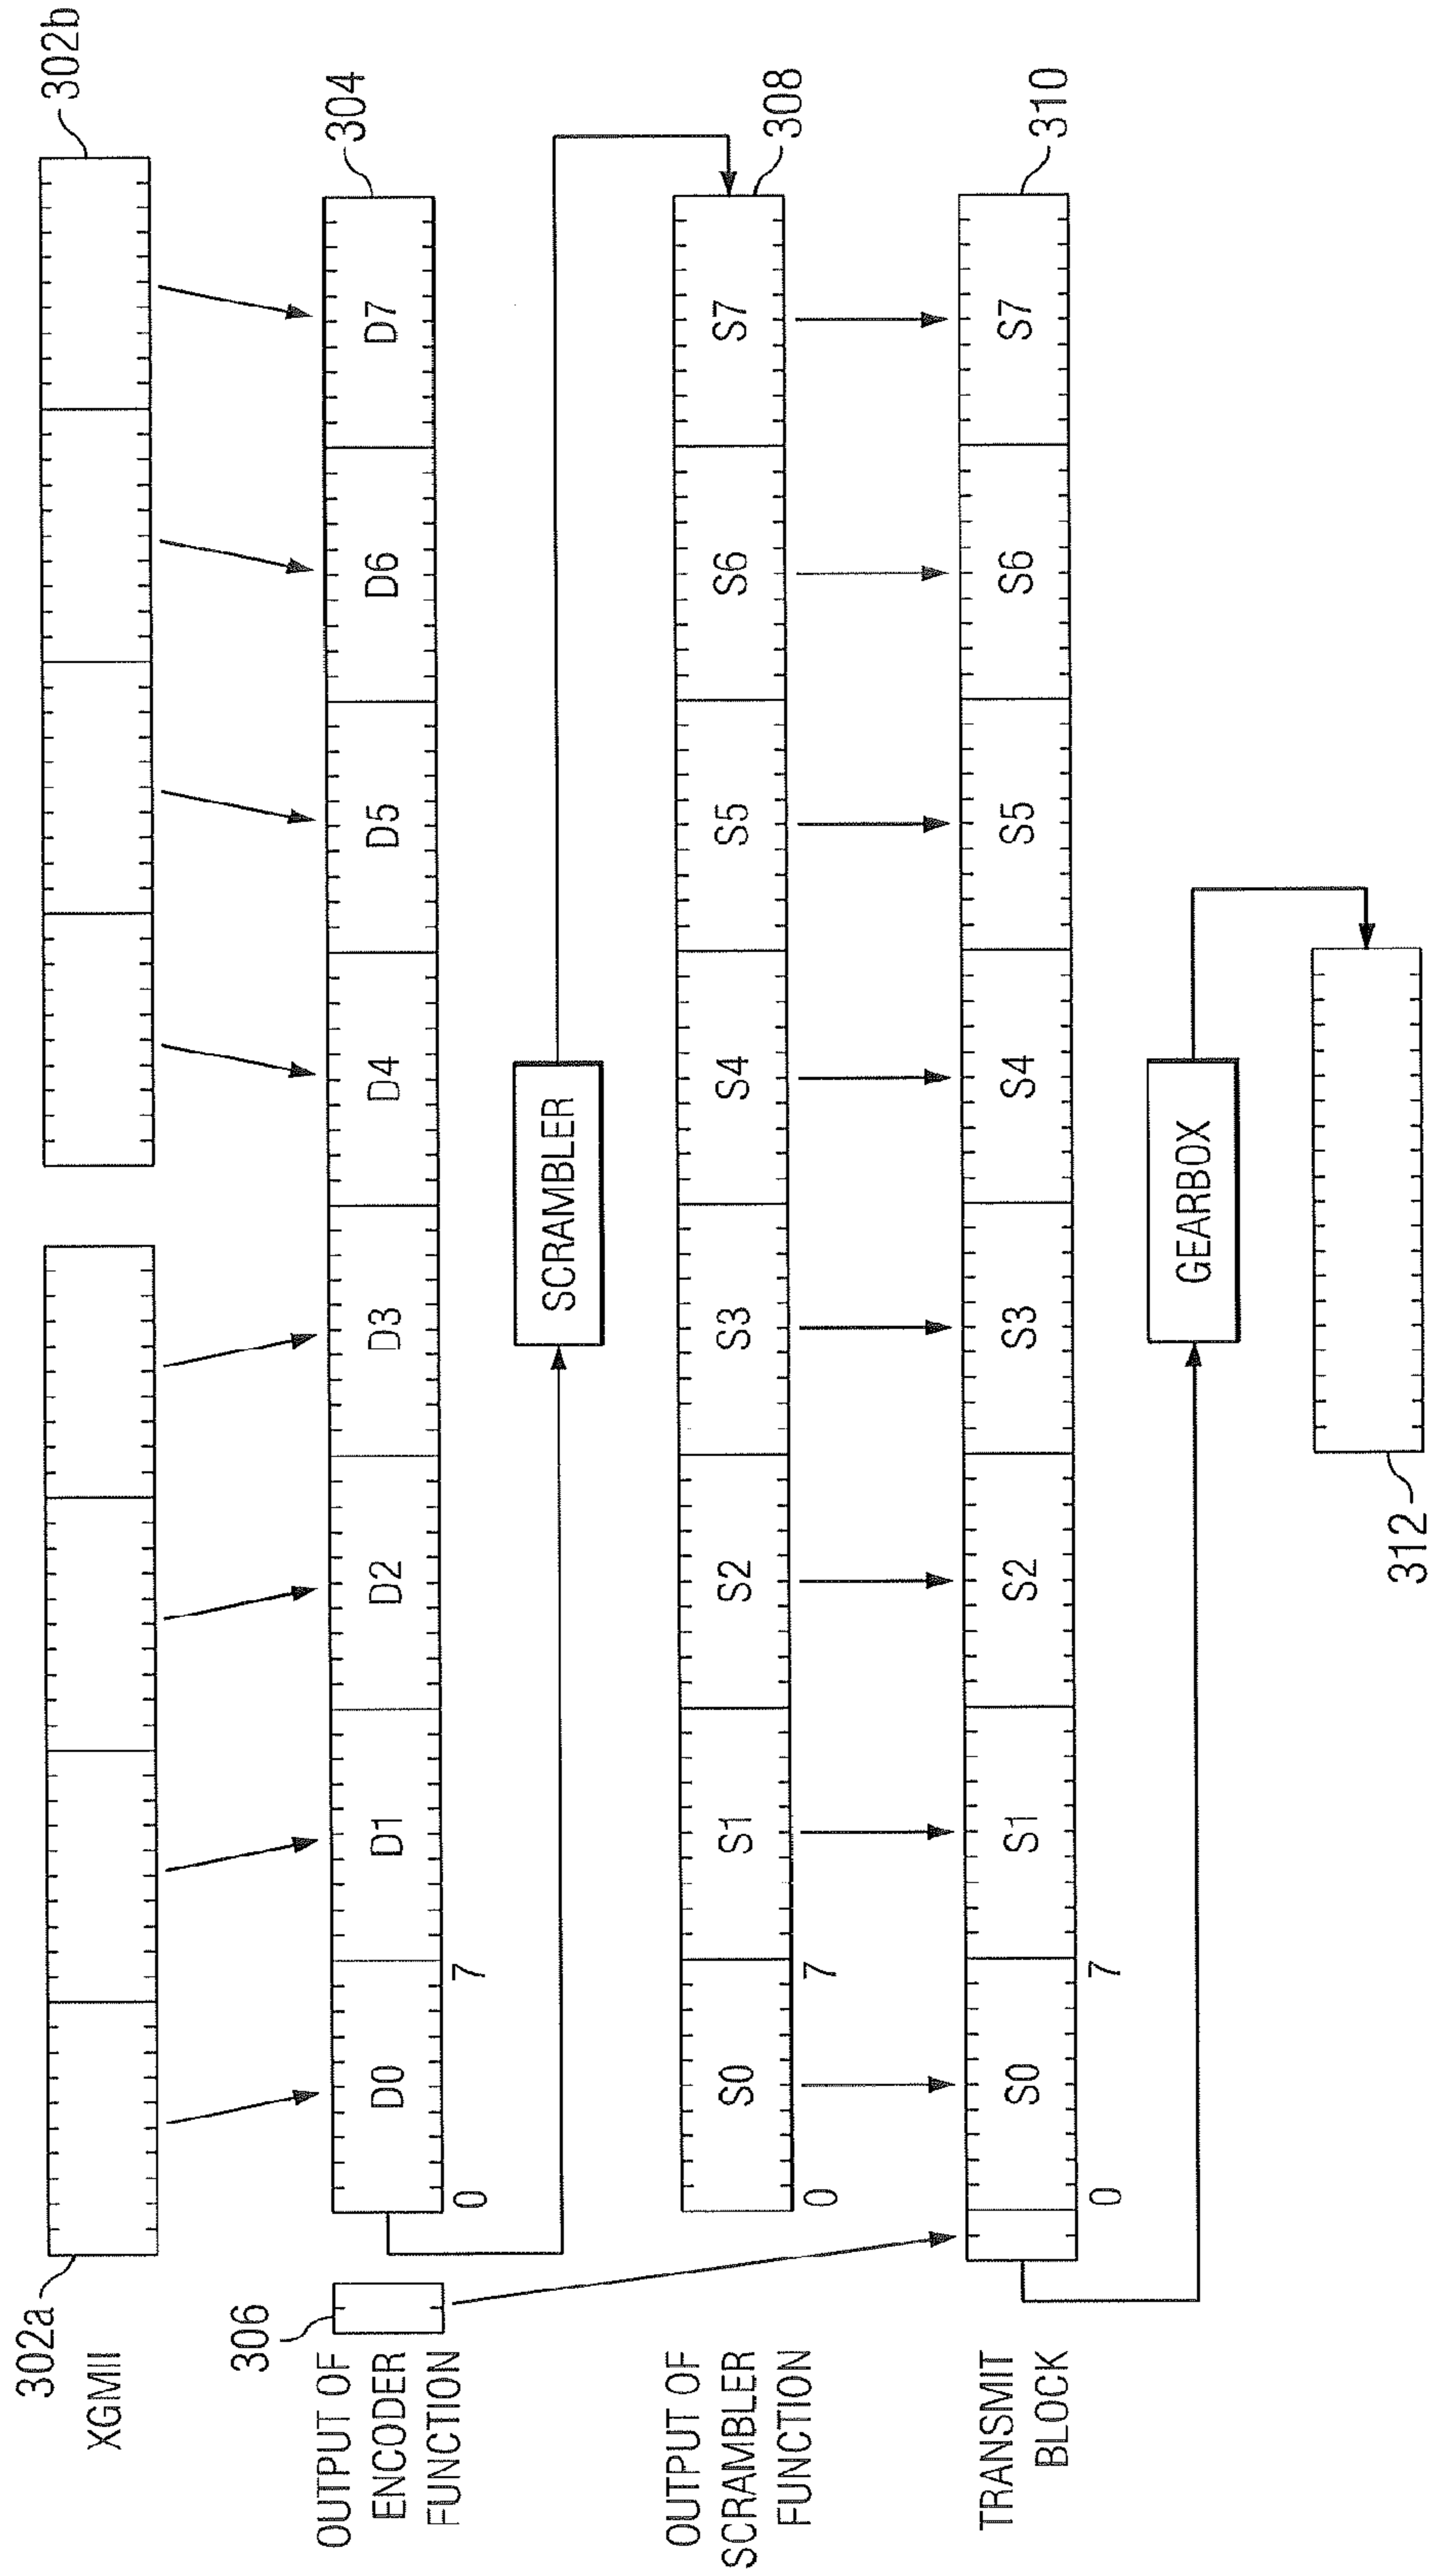 302a
302b
XGMII
306
304
OUTPUT OF
ENCODER
FUNCTION
D0 D1 D2 D3 D4 D5 D6 D7
0 7
SCRAMBLER
308
OUTPUT OF
SCRAMBLER
FUNCTION
S0 S1 S2 S3 S4 S5 S6 S7
0 7
310
TRANSMIT
BLOCK
S0 S1 S2 S3 S4 S5 S6 S7
0 7
GEARBOX
312